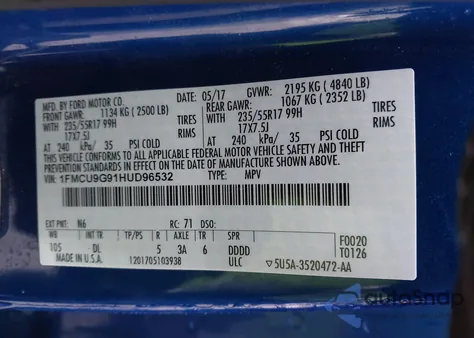 MFD. BY FORD MOTOR CO.
DATE: 05/17 GVWR: 2195 KG ( 4840 LB)
FRONT GAWR: 1134 KG ( 2500 LB)
REAR GAWR: 1067 KG ( 2352 LB)
WITH 235/55R17 99H TIRES
WITH 235/55R17 99H TIRES
17X7.5J RIMS
17X7.5J RIMS
AT 240 kPa/ 35 PSI COLD
AT 240 kPa/ 35 PSI COLD
THIS VEHICLE CONFORMS TO ALL APPLICABLE FEDERAL MOTOR VEHICLE SAFETY AND THEFT PREVENTION STANDARDS IN EFFECT ON THE DATE OF MANUFACTURE SHOWN ABOVE.
VIN: 1FMCU9G91HUD96532 TYPE: MPV
EXT PNT: N6 RC: 71 DSO:
WB INT TR TP/PS R AXLE TR SPR
105 DL 5 3A 6 DDDD
F0020
T0126
MADE IN U.S.A. 1201705103938 ULC 5U5A-3520472-AA
autosnap